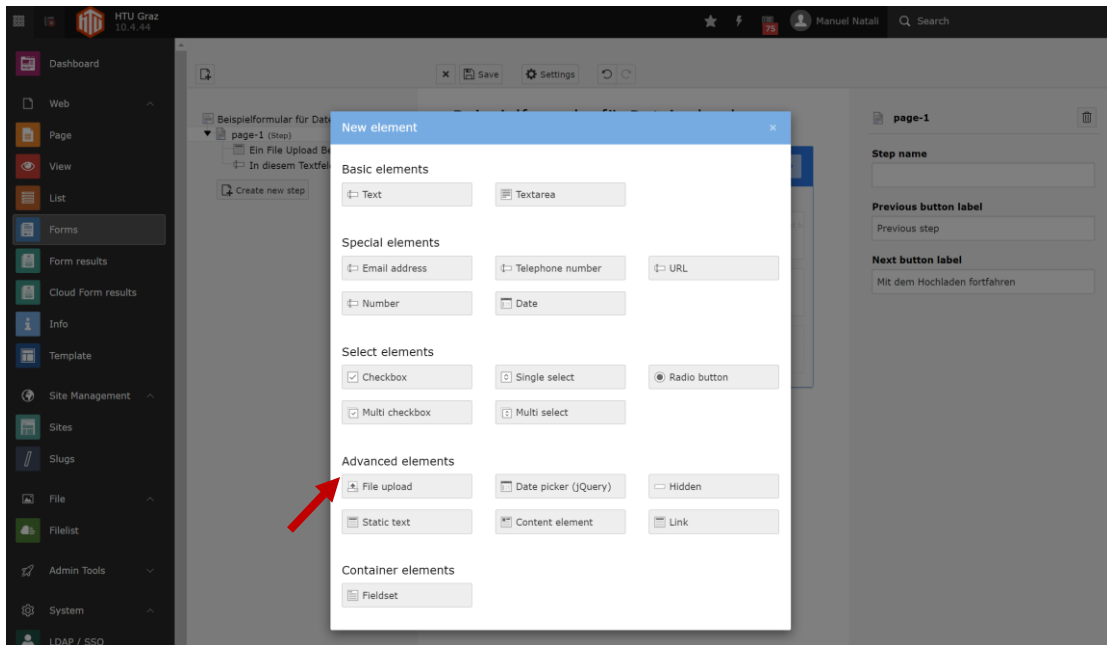 HTU Graz
10.4.44
75
Manuel Natali
Search
Dashboard
Web
Page
View
List
Forms
Form results
Cloud Form results
Info
Template
Site Management
Sites
Slugs
File
Filelist
Admin Tools
System
LDAP / SSO
Save
Settings
Beispielformular für Dat
page-1 (Step)
Ein File Upload Be
In diesem Textfel
Create new step
New element
Basic elements
Text
Textarea
Special elements
Email address
Telephone number
URL
Number
Date
Select elements
Checkbox
Single select
Radio button
Multi checkbox
Multi select
Advanced elements
File upload
Date picker (jQuery)
Hidden
Static text
Content element
Link
Container elements
Fieldset
page-1
Step name
Previous button label
Previous step
Next button label
Mit dem Hochladen fortfahren